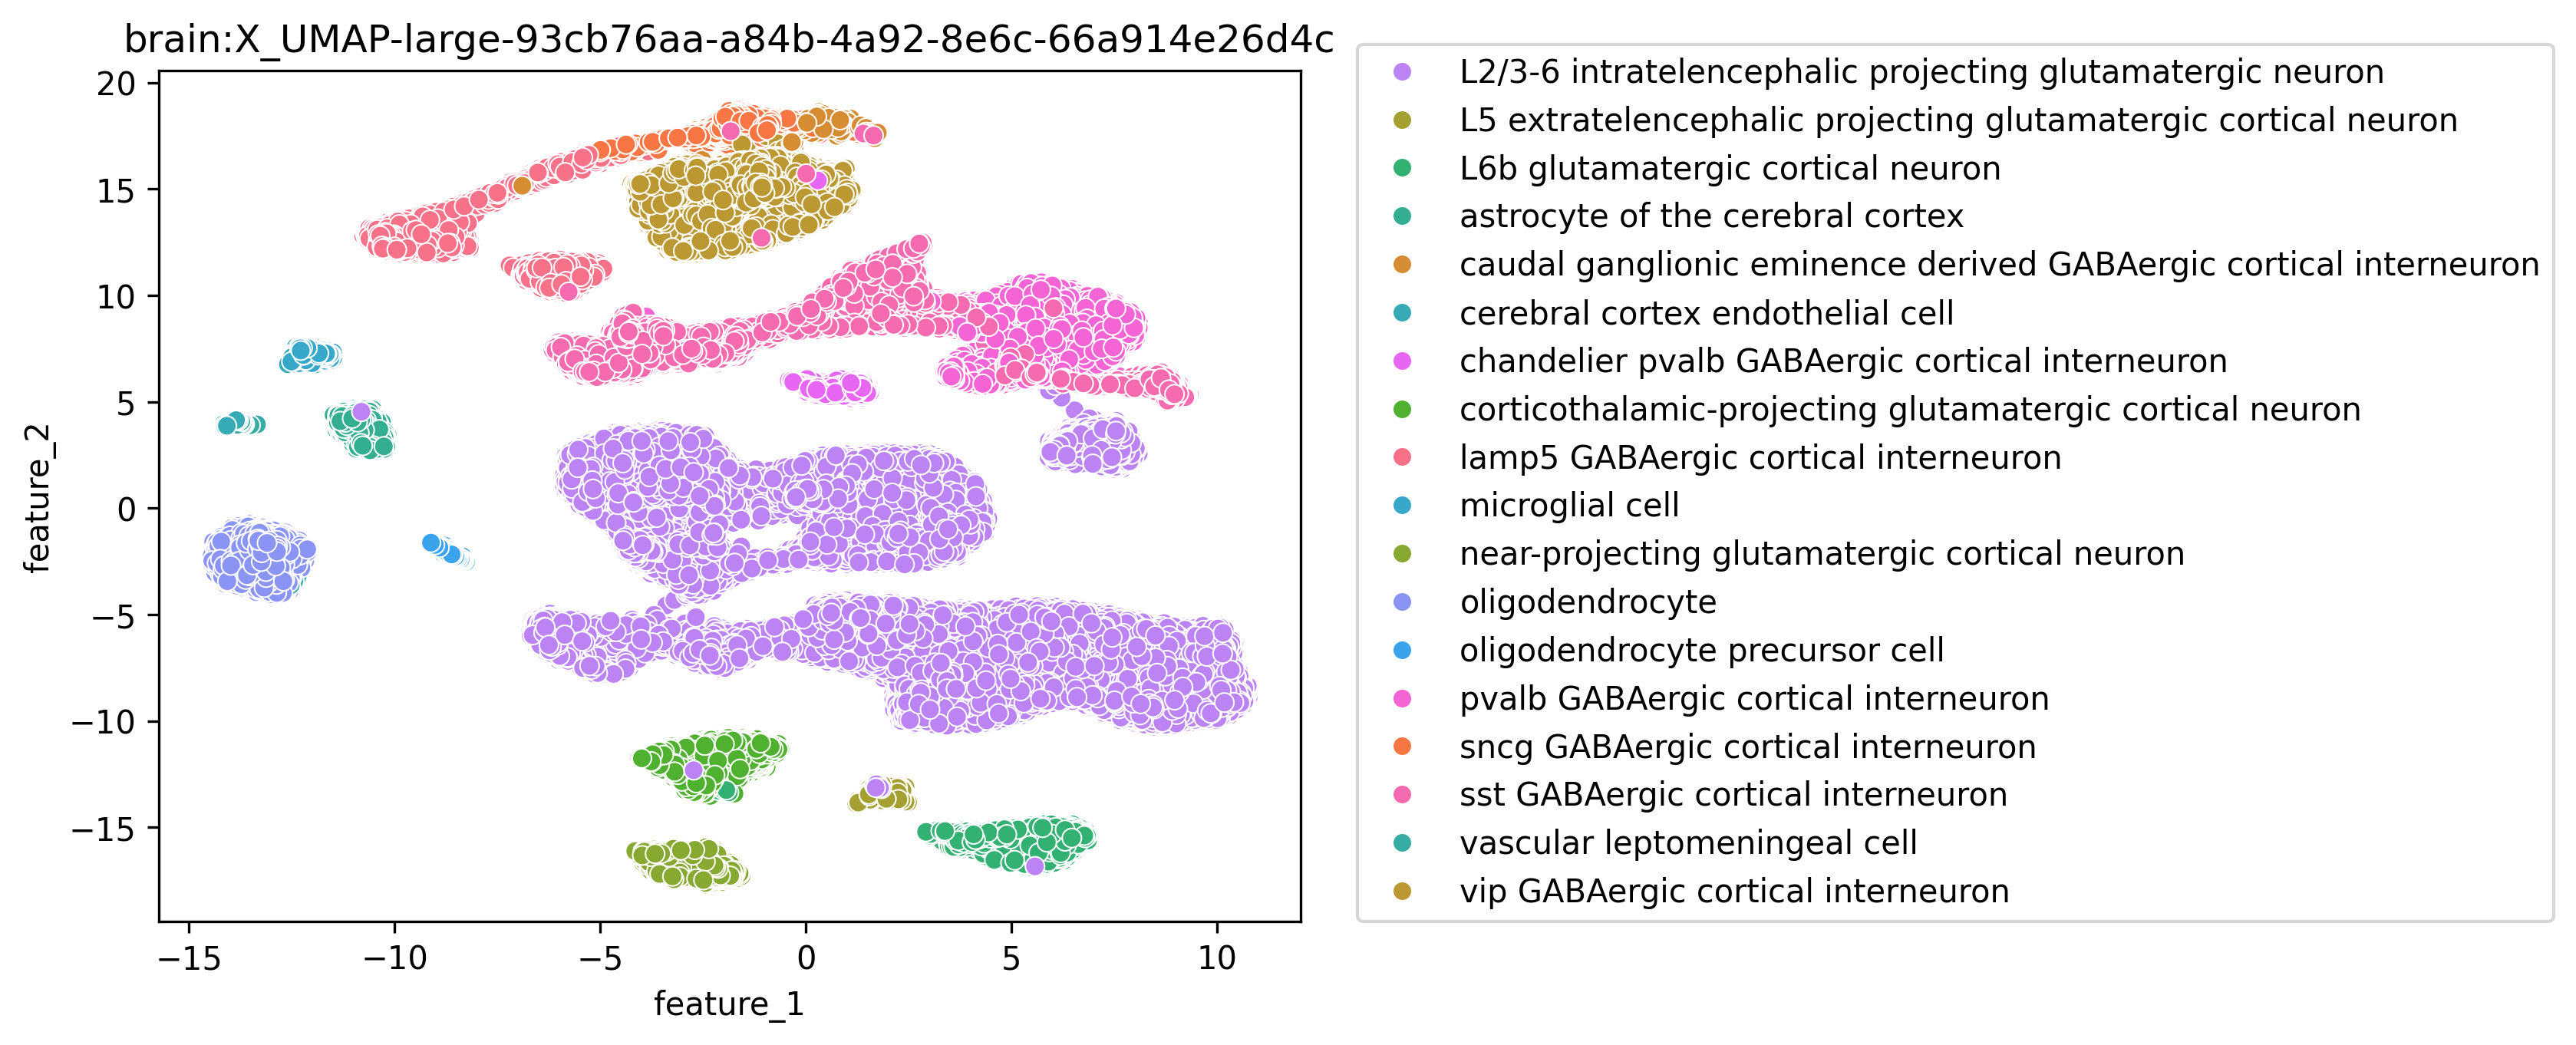 brain:X_UMAP-large-93cb76aa-a84b-4a92-8e6c-66a914e26d4c
20
15
10
5
0
−5
−10
−15
feature_2
−15
−10
−5
0
5
10
feature_1
L2/3-6 intratelencephalic projecting glutamatergic neuron
L5 extratelencephalic projecting glutamatergic cortical neuron
L6b glutamatergic cortical neuron
astrocyte of the cerebral cortex
caudal ganglionic eminence derived GABAergic cortical interneuron
cerebral cortex endothelial cell
chandelier pvalb GABAergic cortical interneuron
corticothalamic-projecting glutamatergic cortical neuron
lamp5 GABAergic cortical interneuron
microglial cell
near-projecting glutamatergic cortical neuron
oligodendrocyte
oligodendrocyte precursor cell
pvalb GABAergic cortical interneuron
sncg GABAergic cortical interneuron
sst GABAergic cortical interneuron
vascular leptomeningeal cell
vip GABAergic cortical interneuron